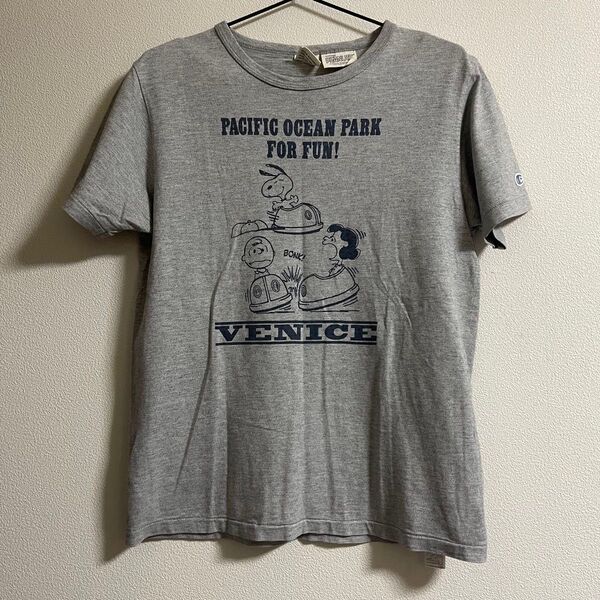 PACIFIC OCEAN PARK
FOR FUN!
BONK!
VENICE